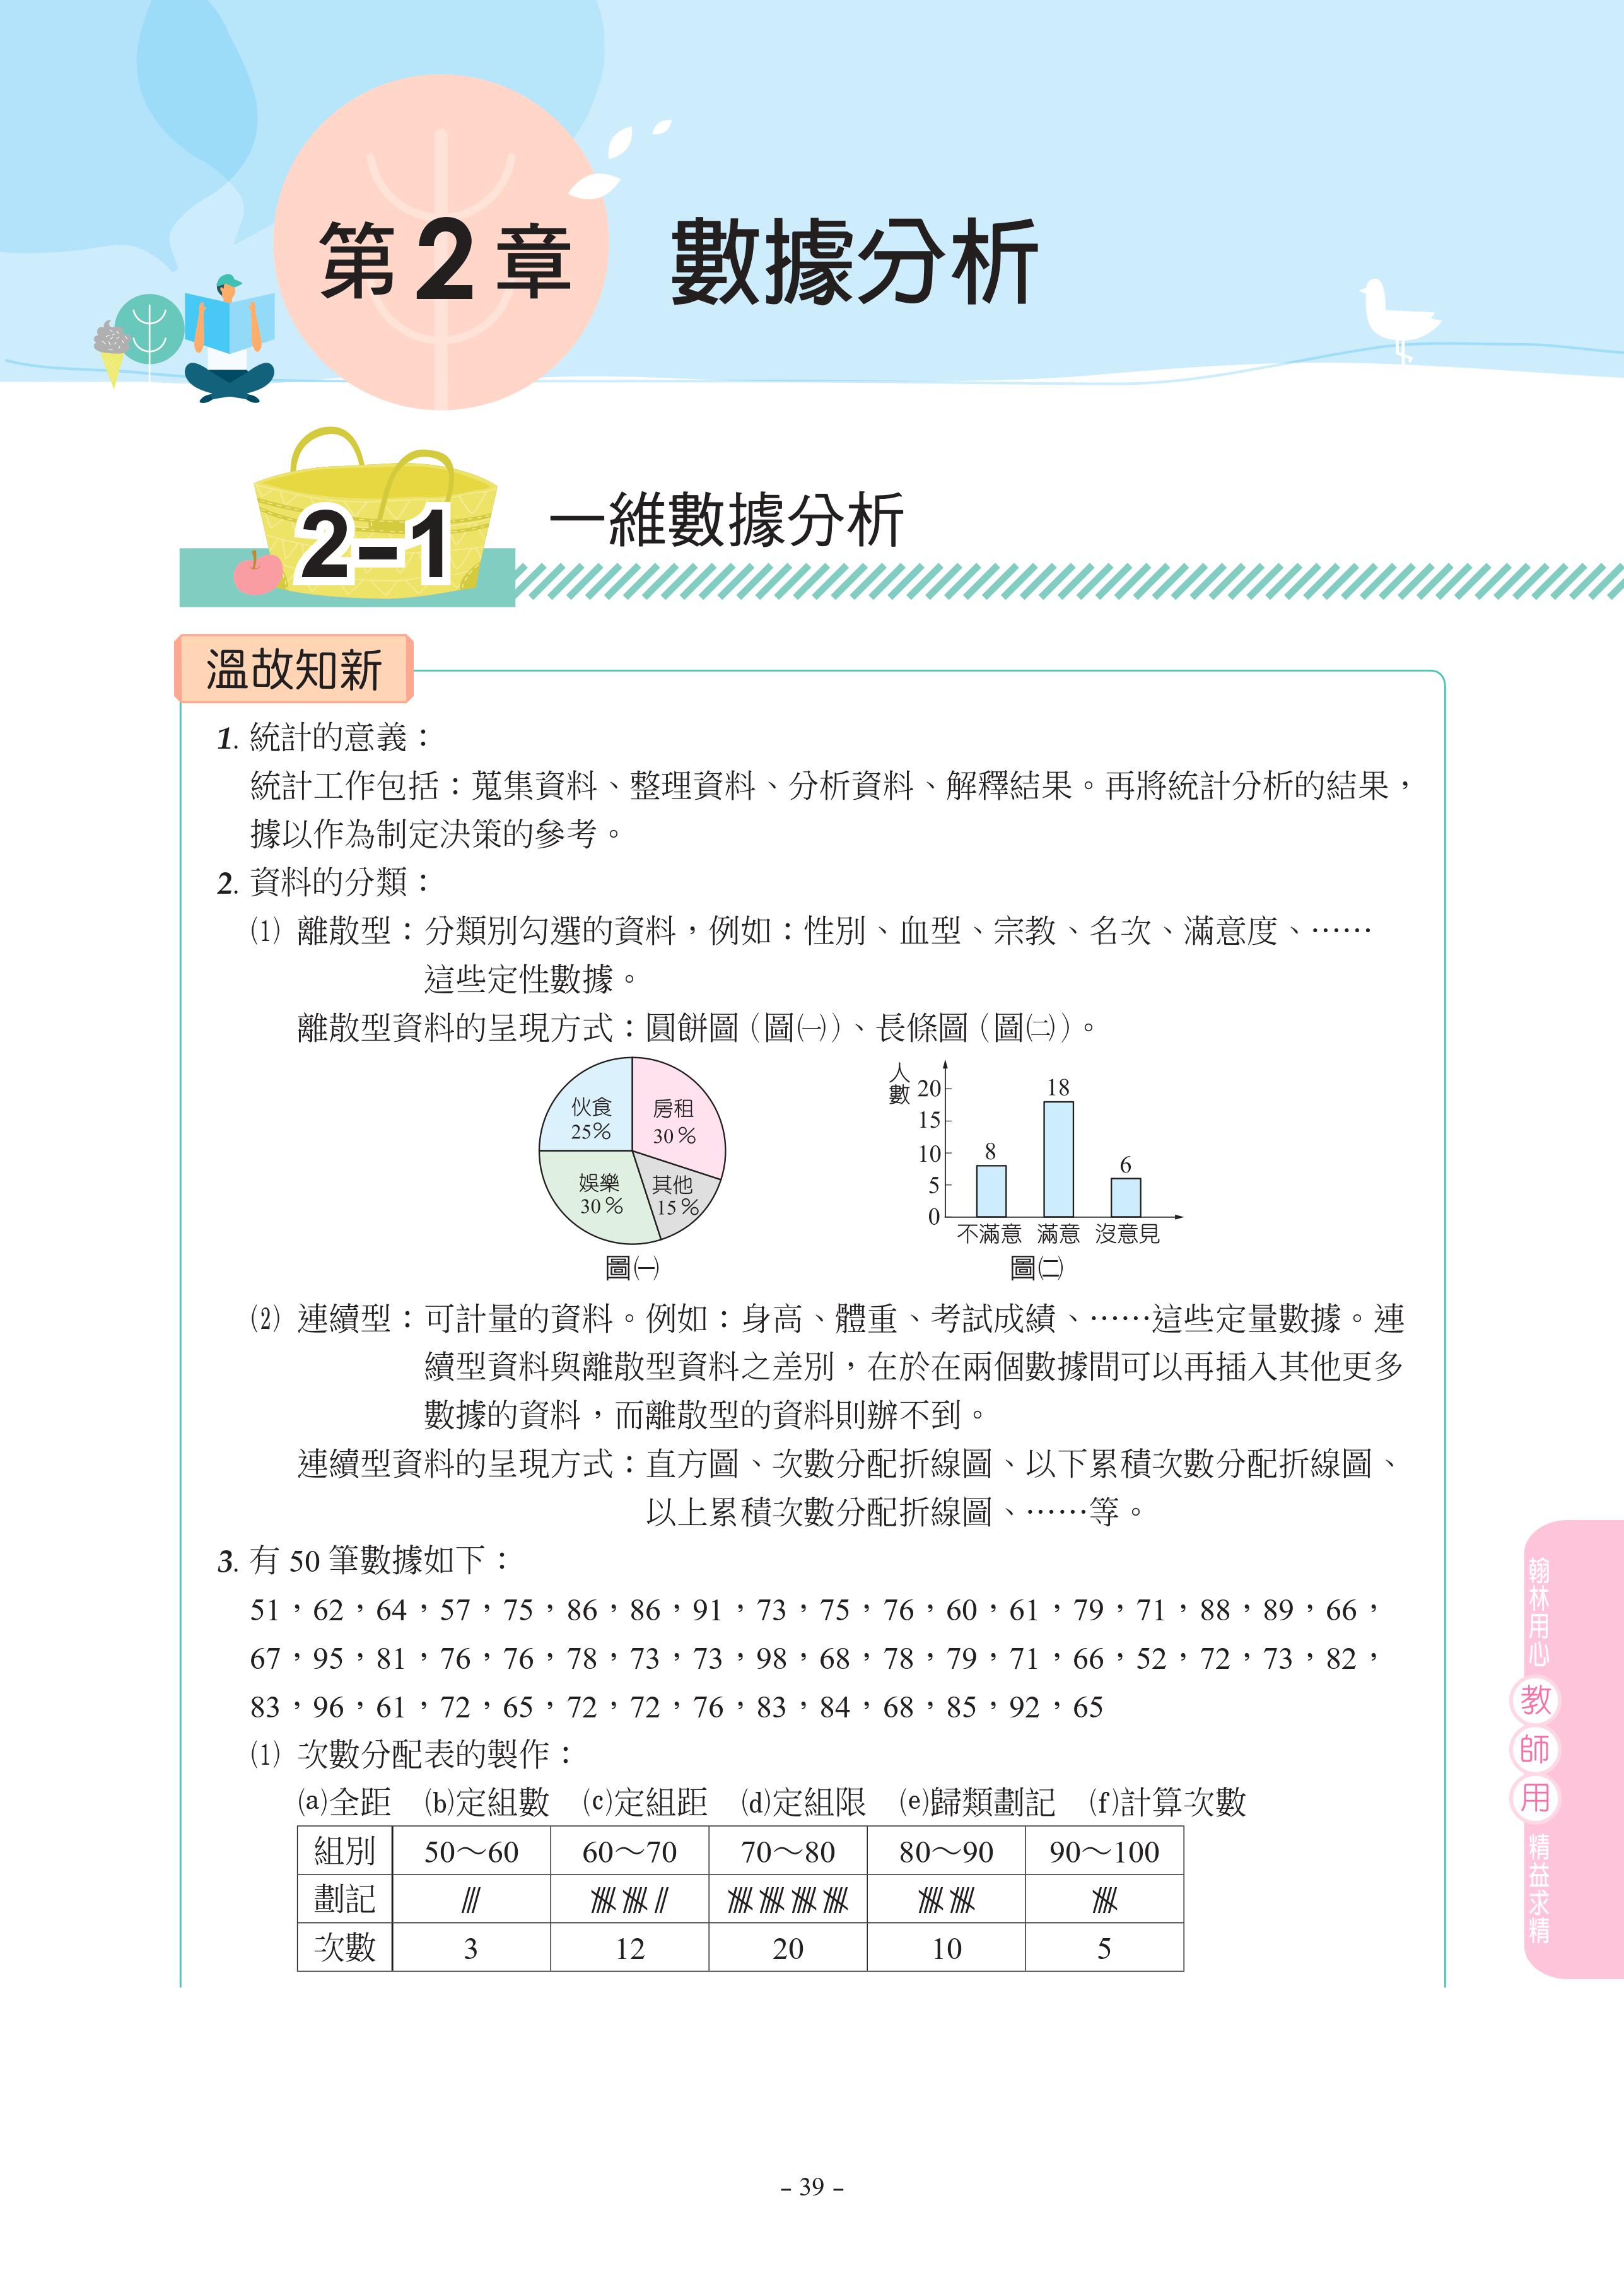 第2章 數據分析
2-1 一維數據分析
溫故知新
1. 統計的意義：
統計工作包括：蒐集資料、整理資料、分析資料、解釋結果。再將統計分析的結果，
據以作為制定決策的參考。
2. 資料的分類：
⑴ 離散型：分類別勾選的資料，例如：性別、血型、宗教、名次、滿意度、……
這些定性數據。
離散型資料的呈現方式：圓餅圖（圖㈠）、長條圖（圖㈡）。
伙食 25%
房租 30%
娛樂 30%
其他 15%
圖㈠
人數
20
15
10
5
0
8
18
6
不滿意 滿意 沒意見
圖㈡
⑵ 連續型：可計量的資料。例如：身高、體重、考試成績、……這些定量數據。連
續型資料與離散型資料之差別，在於在兩個數據間可以再插入其他更多
數據的資料，而離散型的資料則辦不到。
連續型資料的呈現方式：直方圖、次數分配折線圖、以下累積次數分配折線圖、
以上累積次數分配折線圖、……等。
3. 有 50 筆數據如下：
51，62，64，57，75，86，86，91，73，75，76，60，61，79，71，88，89，66，
67，95，81，76，76，78，73，73，98，68，78，79，71，66，52，72，73，82，
83，96，61，72，65，72，72，76，83，84，68，85，92，65
⑴ 次數分配表的製作：
(a)全距 (b)定組數 (c)定組距 (d)定組限 (e)歸類劃記 (f)計算次數
組別 50～60 60～70 70～80 80～90 90～100
劃記
次數 3 12 20 10 5
翰林用心 教師用 精益求精
– 39 –